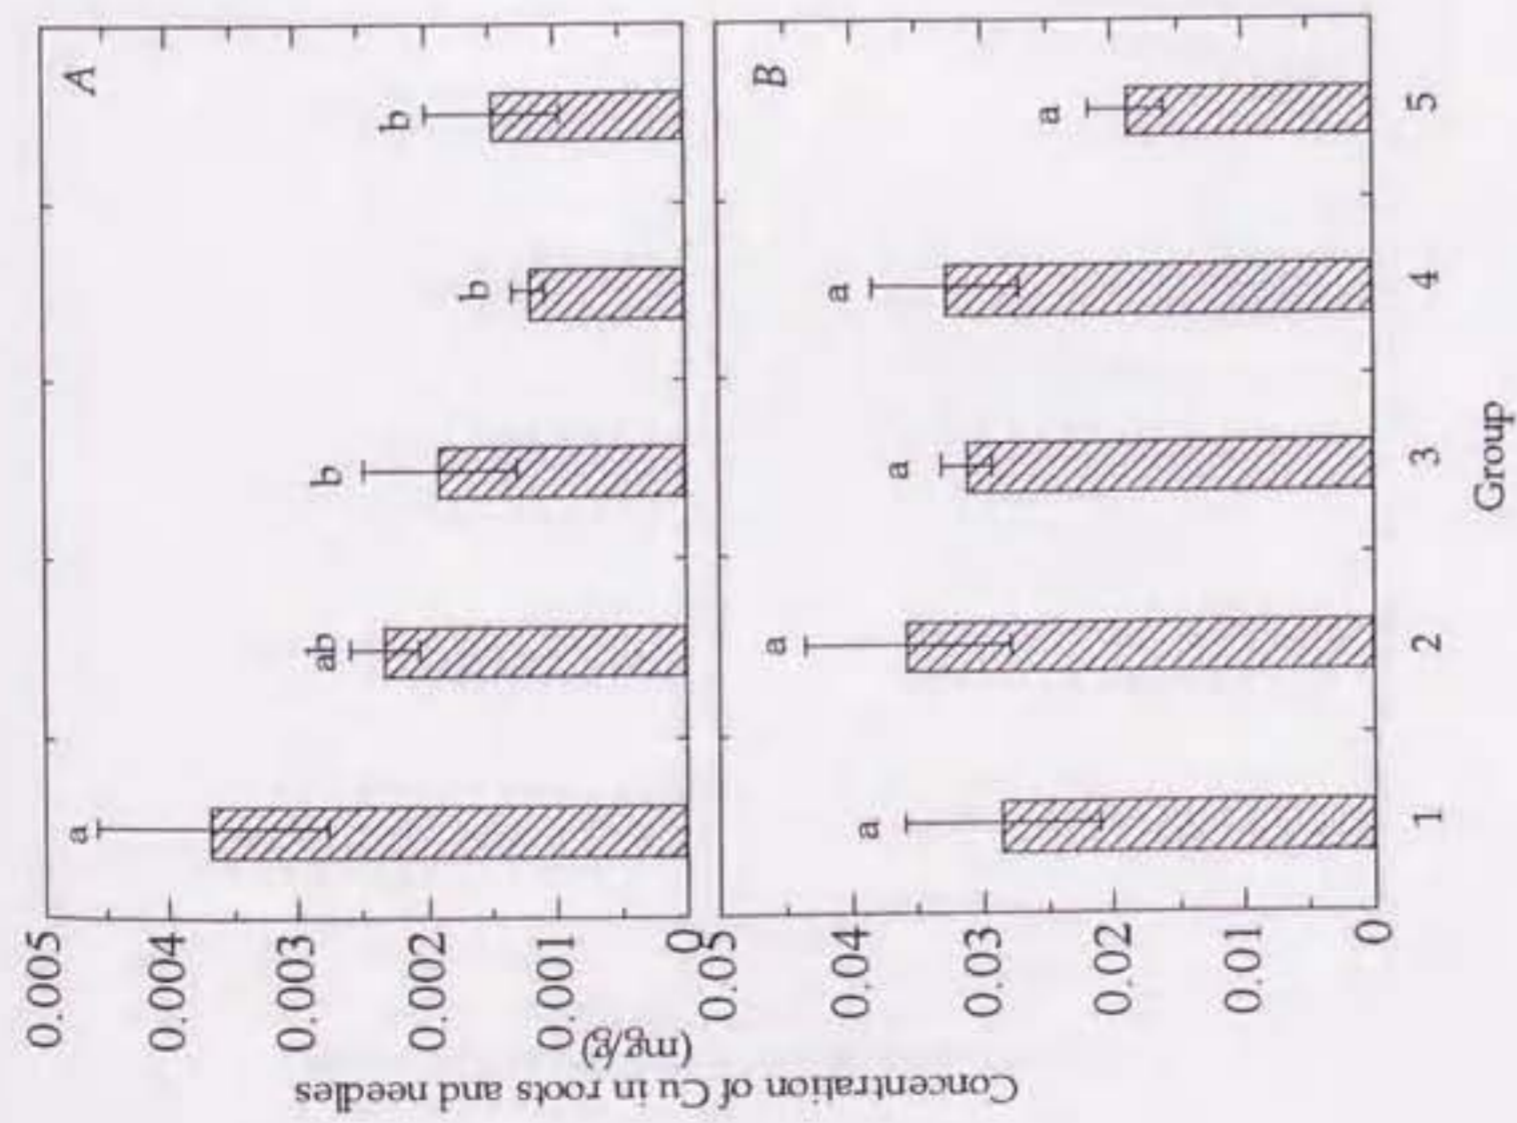 Concentration of Cu in roots and needles
(mg/g)
A
0.005
0.004
0.003
0.002
0.001
0
a
ab
b
b
b
B
0.05
0.04
0.03
0.02
0.01
0
a
a
a
a
a
1 2 3 4 5
Group